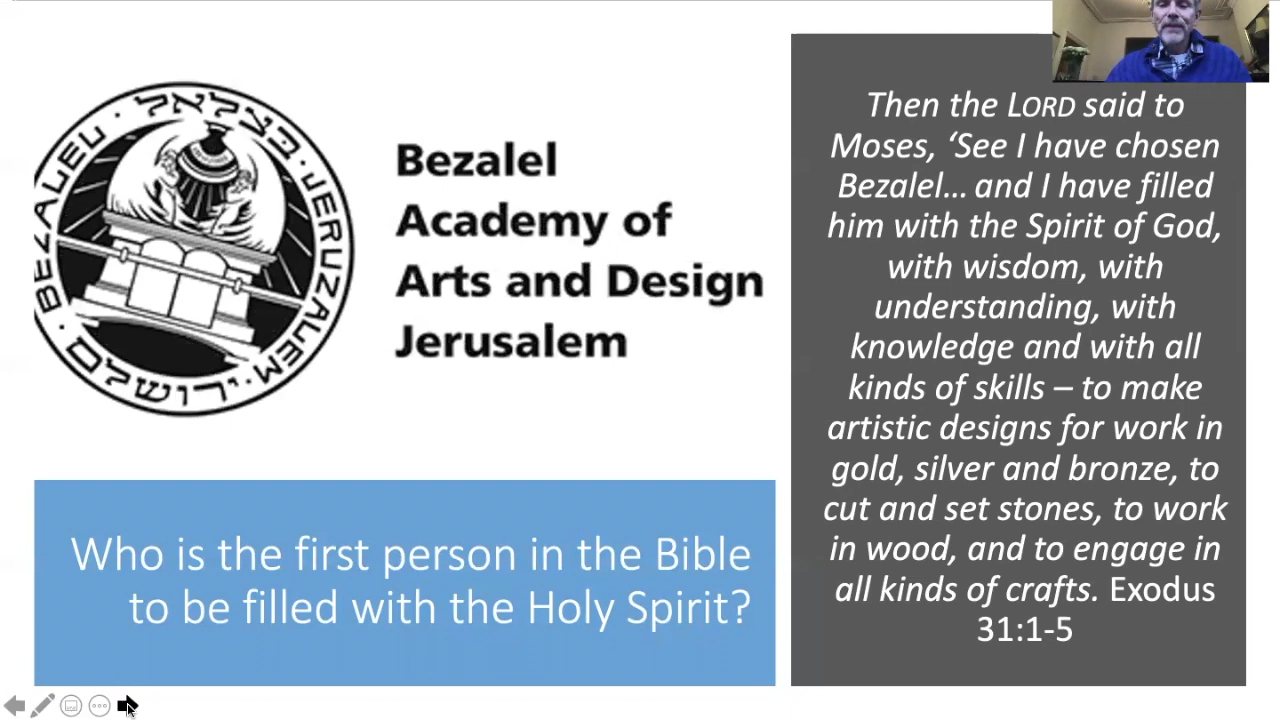 בצלאל · JERUZALEM · ירושלים · BEZALEL ·
Bezalel
Academy of
Arts and Design
Jerusalem
Who is the first person in the Bible
to be filled with the Holy Spirit?
Then the LORD said to
Moses, ‘See I have chosen
Bezalel… and I have filled
him with the Spirit of God,
with wisdom, with
understanding, with
knowledge and with all
kinds of skills – to make
artistic designs for work in
gold, silver and bronze, to
cut and set stones, to work
in wood, and to engage in
all kinds of crafts. Exodus
31:1-5